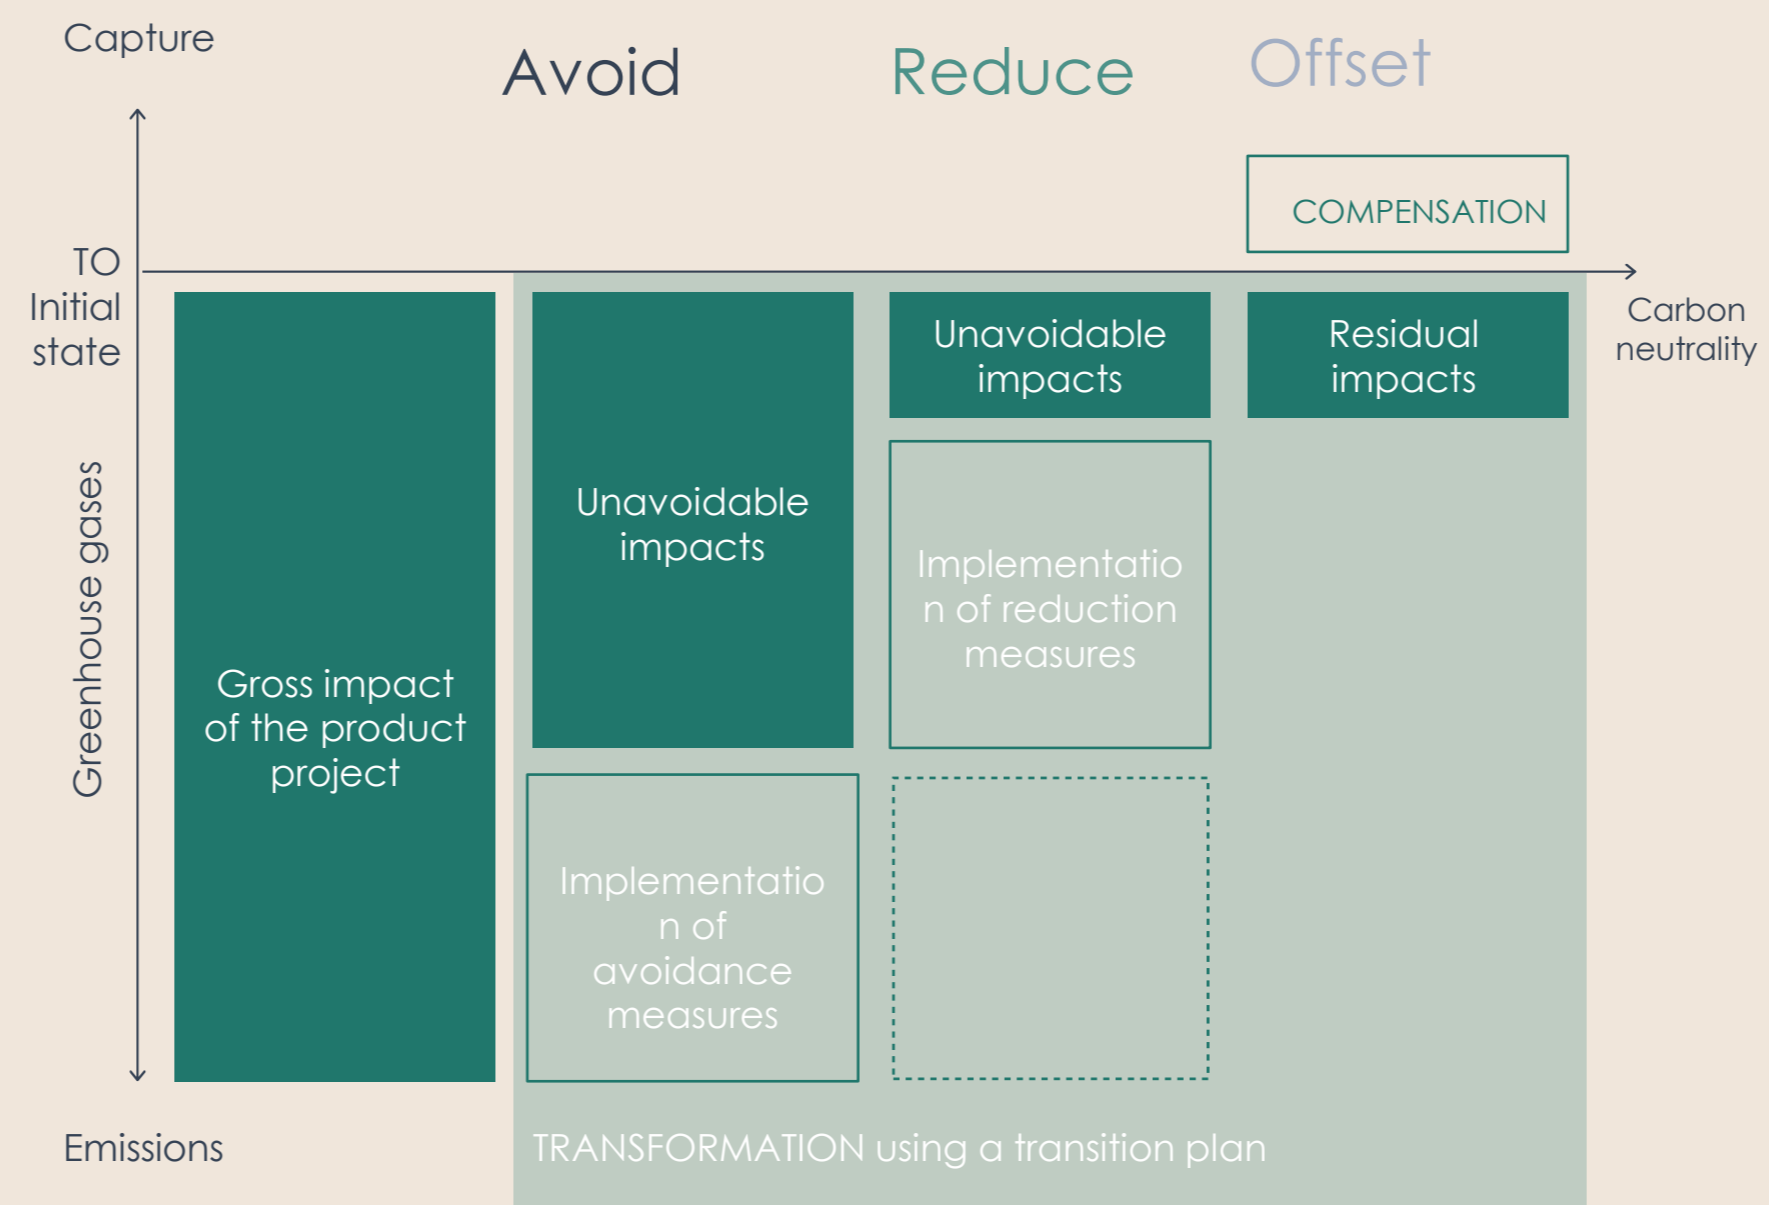 Capture
Avoid
Reduce
Offset
COMPENSATION
TO
Initial
state
Carbon
neutrality
Greenhouse gases
Gross impact
of the product
project
Unavoidable
impacts
Implementatio
n of
avoidance
measures
Unavoidable
impacts
Implementatio
n of reduction
measures
Residual
impacts
Emissions
TRANSFORMATION using a transition plan